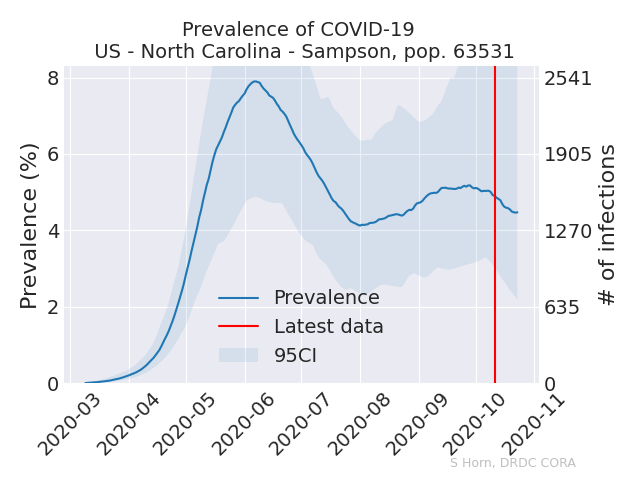 Prevalence of COVID-19
US - North Carolina - Sampson, pop. 63531
8
6
4
2
0
Prevalence (%)
2541
1905
1270
635
0
# of infections
Prevalence
Latest data
95CI
2020-03
2020-04
2020-05
2020-06
2020-07
2020-08
2020-09
2020-10
2020-11
S Horn, DRDC CORA